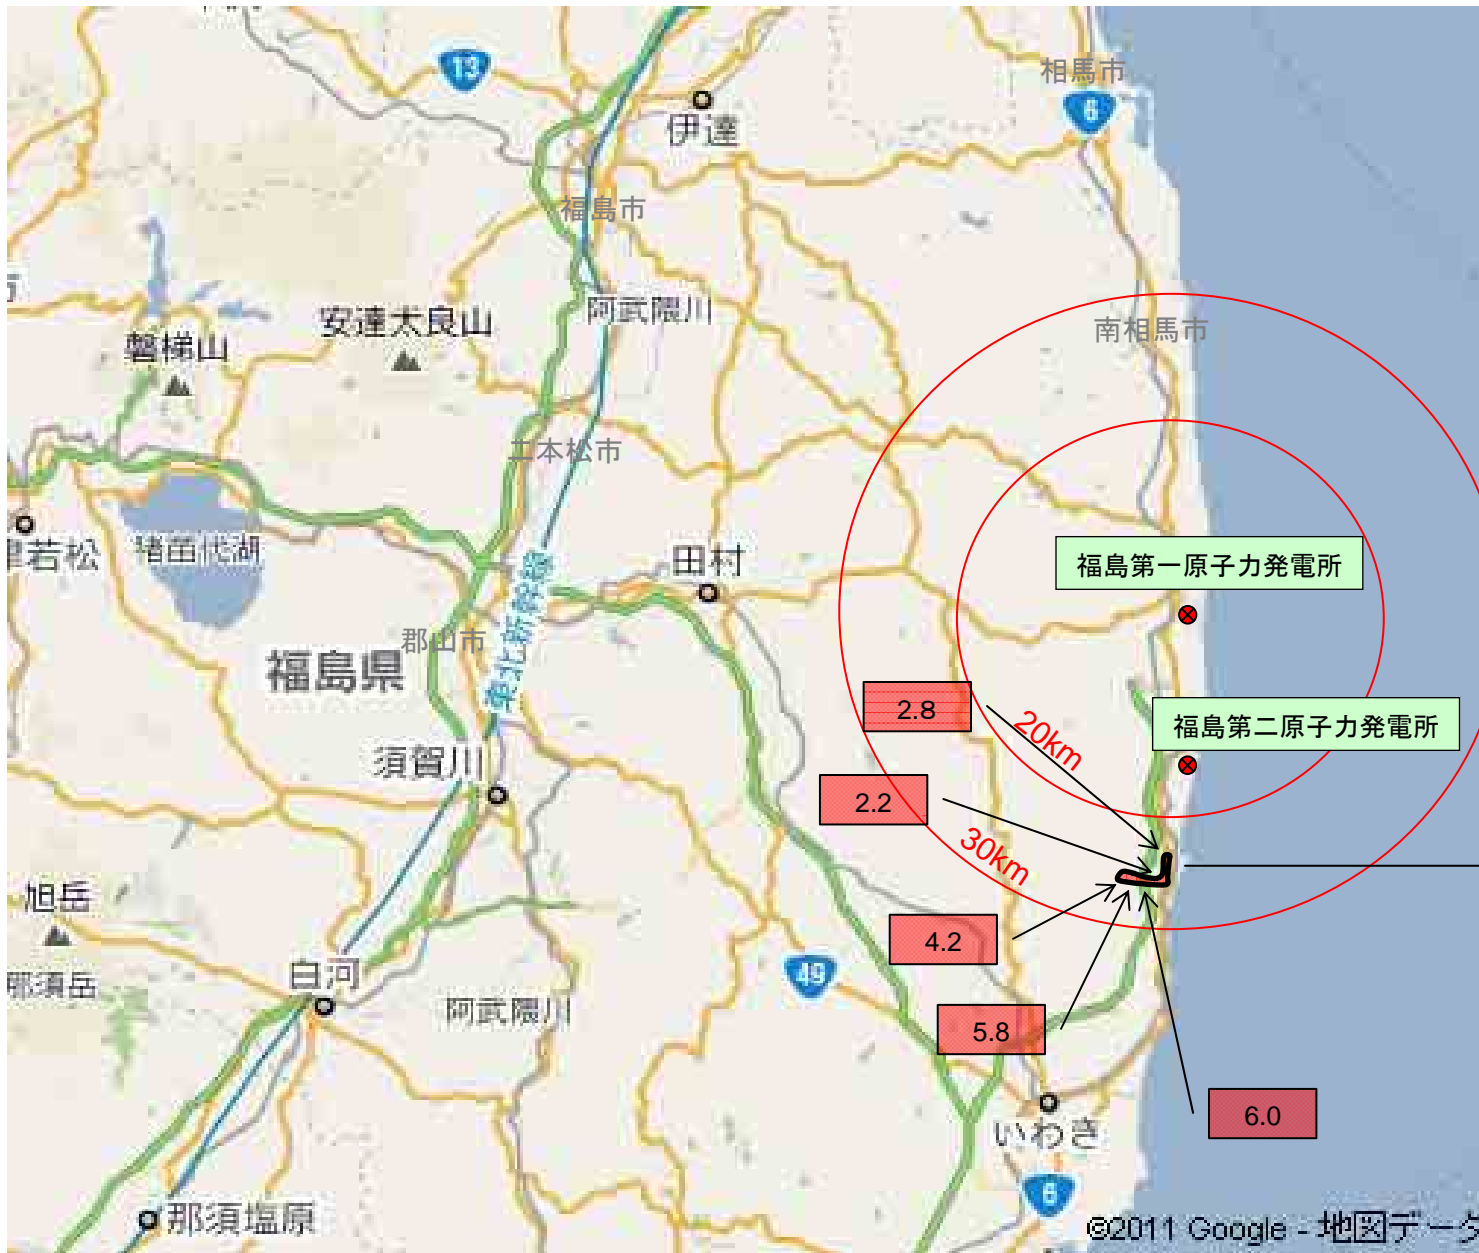 相馬市
13
6
伊達
福島市
阿武隈川
安達太良山
磐梯山
南相馬市
二本松市
猪苗代湖
若松
田村
福島第一原子力発電所
東北新幹線
郡山市
福島県
2.8
20km
福島第二原子力発電所
須賀川
2.2
30km
旭岳
4.2
那須岳
白河
49
阿武隈川
5.8
6.0
いわき
6
那須塩原
©2011 Google - 地図データ